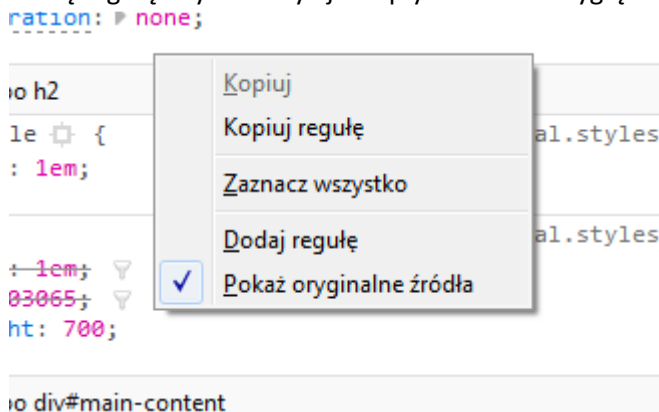 ration: none;
o h2
Kopiuj
le {
Kopiuj regułę
al.styles
: 1em;
Zaznacz wszystko
Dodaj regułę
al.styles
: 1em;
Pokaż oryginalne źródła
03065;
ht: 700;
o div#main-content